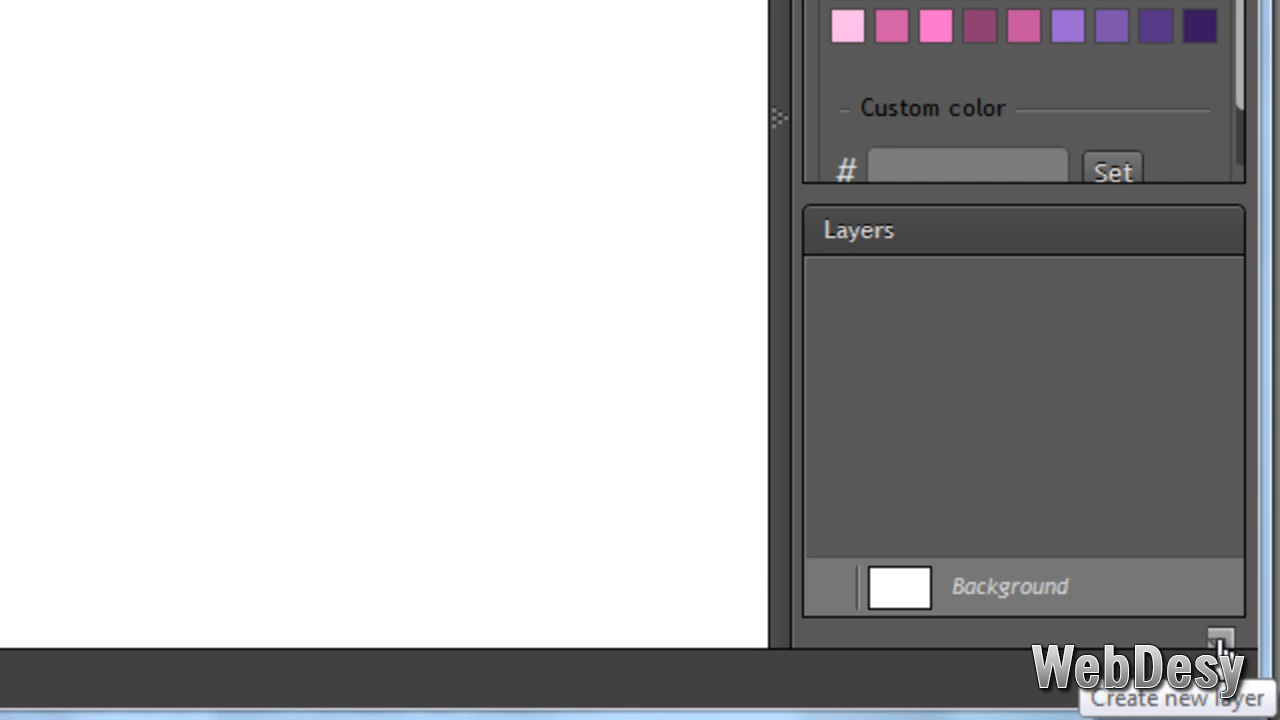 Custom color
# Set
Layers
Background
WebDesy
Create new layer